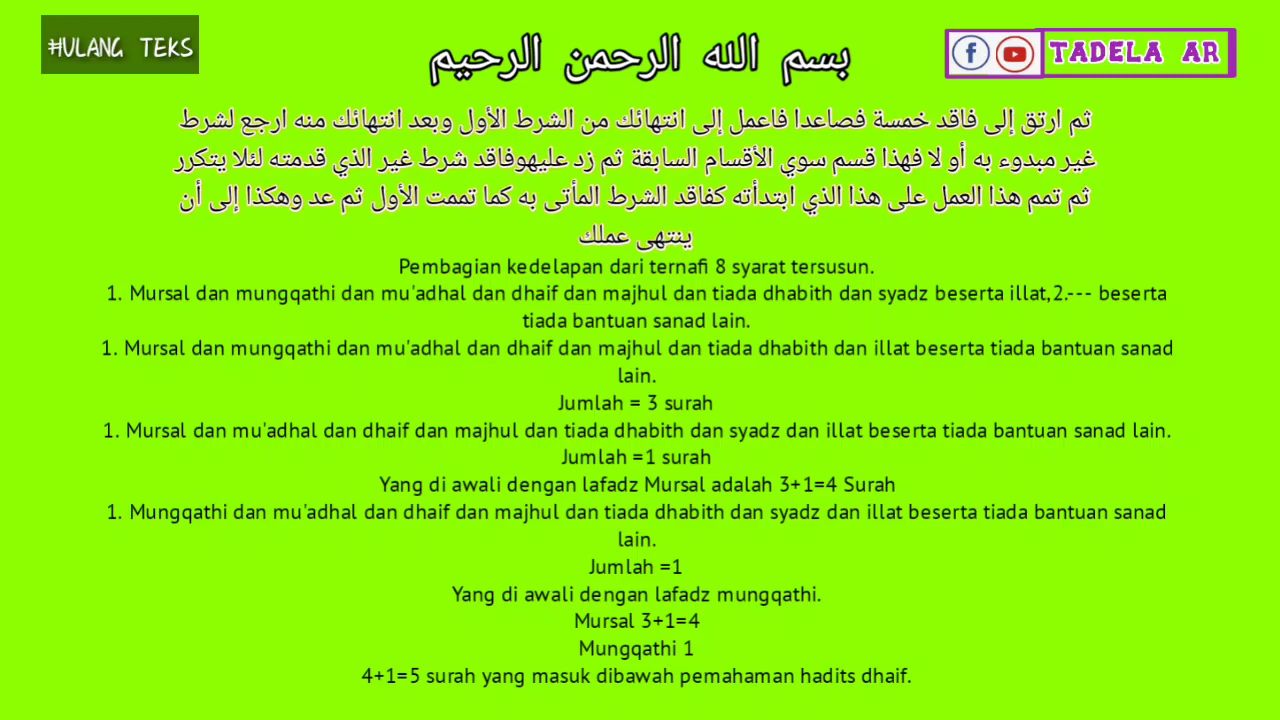 #ULANG TEKS
بسم الله الرحمن الرحيم
TADELA AR
ثم ارتق إلى فاقد خمسة فصاعدا فاعمل إلى انتهائك من الشرط الأول وبعد انتهائك منه ارجع لشرط
غير مبدوء به أو لا فهذا قسم سوي الأقسام السابقة ثم زد عليهوفاقد شرط غير الذي قدمته لئلا يتكرر
ثم تمم هذا العمل على هذا الذي ابتدأته كفاقد الشرط المأتى به كما تممت الأول ثم عد وهكذا إلى أن
ينتهى عملك
Pembagian kedelapan dari ternafi 8 syarat tersusun.
1. Mursal dan mungqathi dan mu'adhal dan dhaif dan majhul dan tiada dhabith dan syadz beserta illat,2.--- beserta
tiada bantuan sanad lain.
1. Mursal dan mungqathi dan mu'adhal dan dhaif dan majhul dan tiada dhabith dan illat beserta tiada bantuan sanad
lain.
Jumlah = 3 surah
1. Mursal dan mu'adhal dan dhaif dan majhul dan tiada dhabith dan syadz dan illat beserta tiada bantuan sanad lain.
Jumlah =1 surah
Yang di awali dengan lafadz Mursal adalah 3+1=4 Surah
1. Mungqathi dan mu'adhal dan dhaif dan majhul dan tiada dhabith dan syadz dan illat beserta tiada bantuan sanad
lain.
Jumlah =1
Yang di awali dengan lafadz mungqathi.
Mursal 3+1=4
Mungqathi 1
4+1=5 surah yang masuk dibawah pemahaman hadits dhaif.